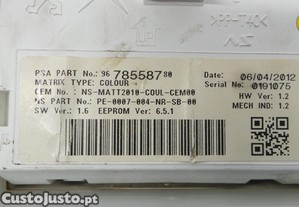 >PP-T40<
PSA PART No.: 96 785587 80
MATRIX TYPE: COLOUR
CEM No.: NS-MATT2010-COUL-CEM00
NS PART No.: PE-0007-004-NR-SB-00
SW Ver.: 1.6 EEPROM Ver.: 6.5.1
Date: 06/04/2012
Serial No: 0191075
HW Ver.: 1.2
MECH IND: 1.2
CustoJusto.pt